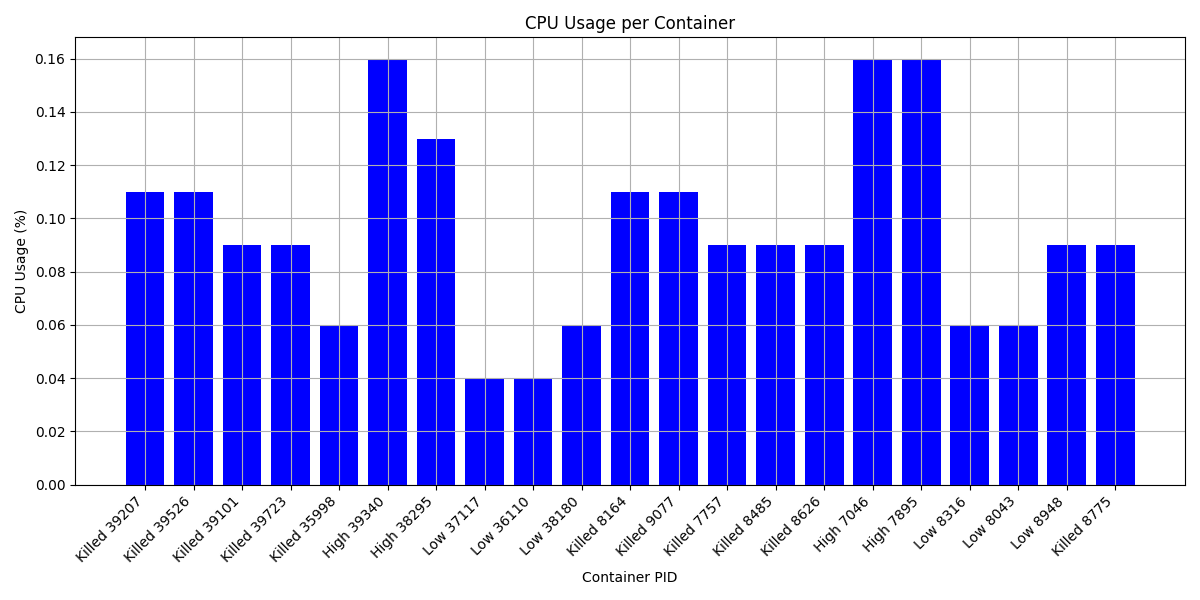 CPU Usage per Container
CPU Usage (%)
0.16
0.14
0.12
0.10
0.08
0.06
0.04
0.02
0.00
Killed 39207
Killed 39526
Killed 39101
Killed 39723
Killed 35998
High 39340
High 38295
Low 37117
Low 36110
Low 38180
Killed 8164
Killed 9077
Killed 7757
Killed 8485
Killed 8626
High 7046
High 7895
Low 8316
Low 8043
Low 8948
Killed 8775
Container PID